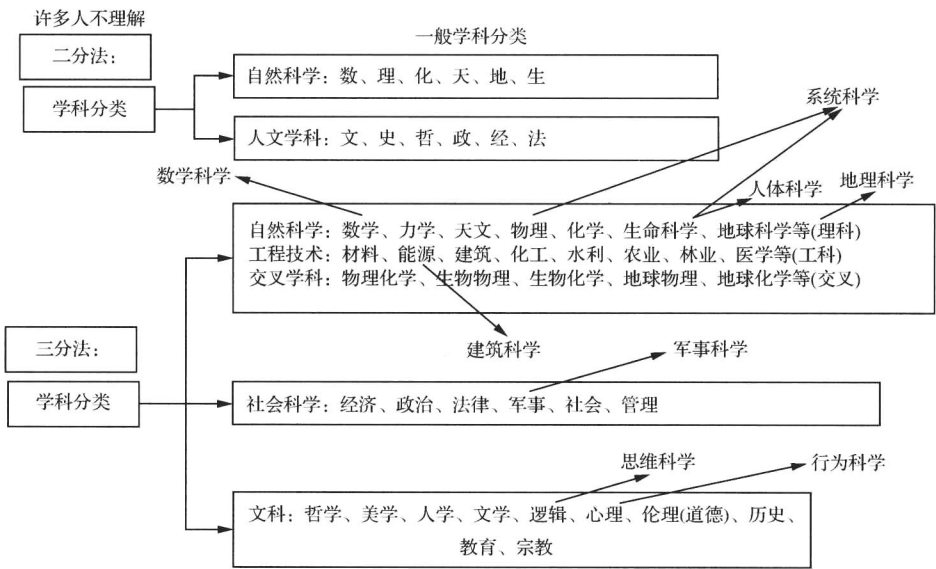 许多人不理解
一般学科分类
二分法：
学科分类
自然科学：数、理、化、天、地、生
人文学科：文、史、哲、政、经、法
系统科学
数学科学
人体科学
地理科学
自然科学：数学、力学、天文、物理、化学、生命科学、地球科学等(理科)
工程技术：材料、能源、建筑、化工、水利、农业、林业、医学等(工科)
交叉学科：物理化学、生物物理、生物化学、地球物理、地球化学等(交叉)
三分法：
建筑科学
军事科学
学科分类
社会科学：经济、政治、法律、军事、社会、管理
思维科学
行为科学
文科：哲学、美学、人学、文学、逻辑、心理、伦理(道德)、历史、
教育、宗教